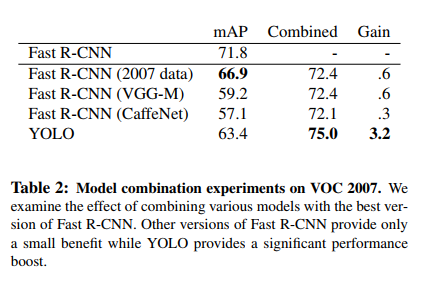 mAP Combined Gain
Fast R-CNN 71.8 - -
Fast R-CNN (2007 data) 66.9 72.4 .6
Fast R-CNN (VGG-M) 59.2 72.4 .6
Fast R-CNN (CaffeNet) 57.1 72.1 .3
YOLO 63.4 75.0 3.2
Table 2: Model combination experiments on VOC 2007. We
examine the effect of combining various models with the best ver-
sion of Fast R-CNN. Other versions of Fast R-CNN provide only
a small benefit while YOLO provides a significant performance
boost.